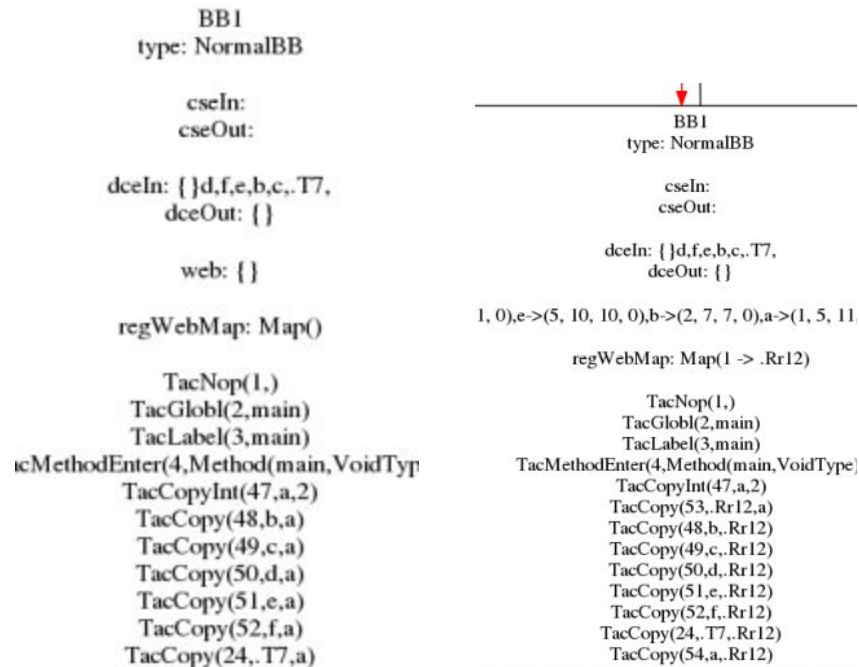 BB1
type: NormalBB
cseIn:
cseOut:
dceIn: { }d,f,e,b,c,.T7,
dceOut: { }
web: { }
regWebMap: Map()
TacNop(1,)
TacGlobl(2,main)
TacLabel(3,main)
acMethodEnter(4,Method(main,VoidTyp
TacCopyInt(47,a,2)
TacCopy(48,b,a)
TacCopy(49,c,a)
TacCopy(50,d,a)
TacCopy(51,e,a)
TacCopy(52,f,a)
TacCopy(24,.T7,a)
BB1
type: NormalBB
cseIn:
cseOut:
dceIn: { }d,f,e,b,c,.T7,
dceOut: { }
1, 0),e->(5, 10, 10, 0),b->(2, 7, 7, 0),a->(1, 5, 11,
regWebMap: Map(1 -> .Rr12)
TacNop(1,)
TacGlobl(2,main)
TacLabel(3,main)
TacMethodEnter(4,Method(main,VoidType)
TacCopyInt(47,a,2)
TacCopy(53,.Rr12,a)
TacCopy(48,b,.Rr12)
TacCopy(49,c,.Rr12)
TacCopy(50,d,.Rr12)
TacCopy(51,e,.Rr12)
TacCopy(52,f,.Rr12)
TacCopy(24,.T7,.Rr12)
TacCopy(54,a,.Rr12)